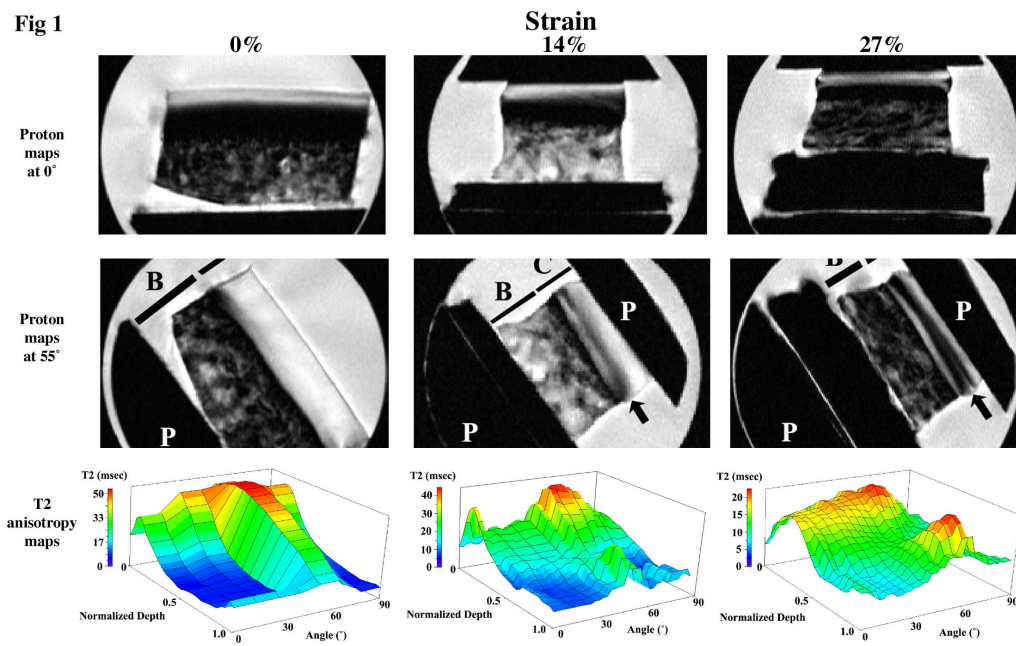 Fig 1
Strain
0% 14% 27%
Proton
maps
at 0°
Proton
maps
at 55°
B
P
B C
P
P
B
P
T2
anisotropy
maps
T2 (msec)
50
33
17
0
0
0.5
1.0
Normalized Depth
0
30
60
90
Angle (°)
T2 (msec)
40
30
20
10
0
0
0.5
1.0
Normalized Depth
0
30
60
90
Angle (°)
T2 (msec)
20
15
10
5
0
0
0.5
1.0
Normalized Depth
0
30
60
90
Angle (°)